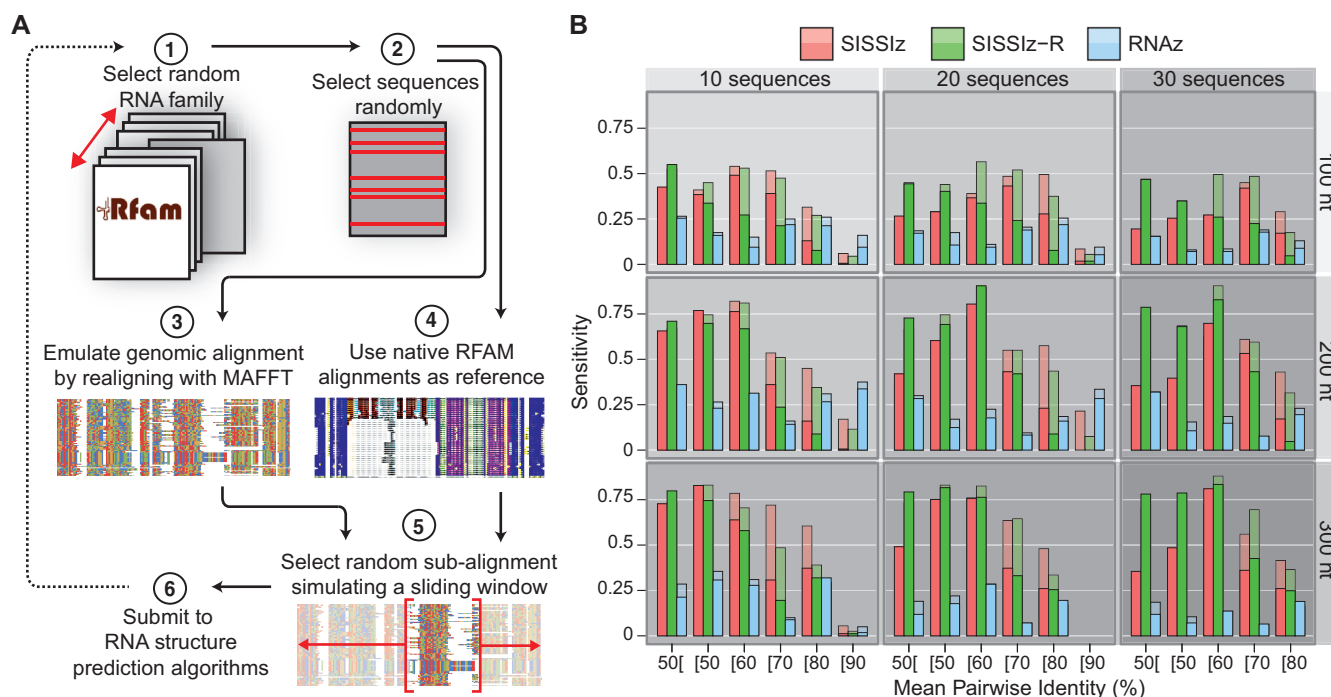 A
1
Select random
RNA family
Rfam
2
Select sequences
randomly
3
Emulate genomic alignment
by realigning with MAFFT
4
Use native RFAM
alignments as reference
5
Select random sub-alignment
simulating a sliding window
6
Submit to
RNA structure
prediction algorithms
B
SISSIz SISSIz-R RNAz
10 sequences 20 sequences 30 sequences
0.75
0.5
0.25
0
100 nt
0.75
0.5
0.25
0
200 nt
0.75
0.5
0.25
0
300 nt
Sensitivity
50[ [50 [60 [70 [80 [90 50[ [50 [60 [70 [80 [90 50[ [50 [60 [70 [80
Mean Pairwise Identity (%)